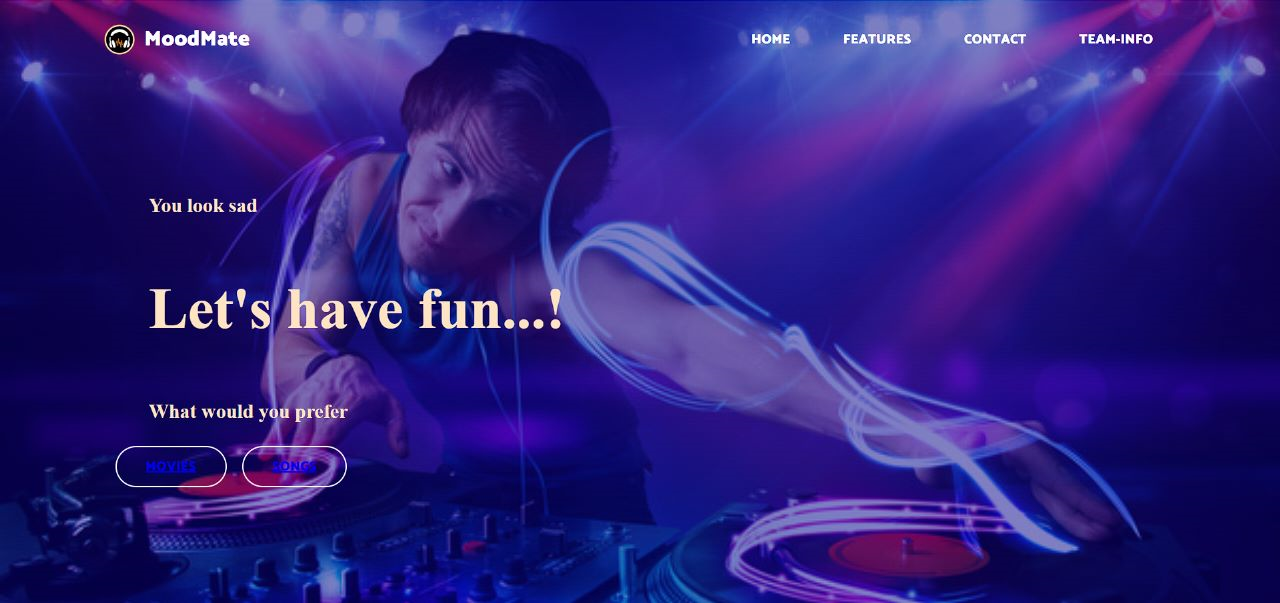 MoodMate
HOME FEATURES CONTACT TEAM-INFO
You look sad
Let's have fun...!
What would you prefer
MOVIES SONGS